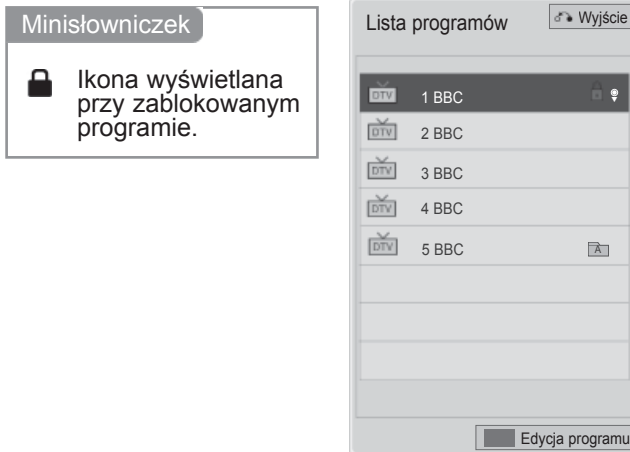 Minisłowniczek
Ikona wyświetlana
przy zablokowanym
programie.
Lista programów
Wyjście
DTV 1 BBC
DTV 2 BBC
DTV 3 BBC
DTV 4 BBC
DTV 5 BBC A
Edycja programu